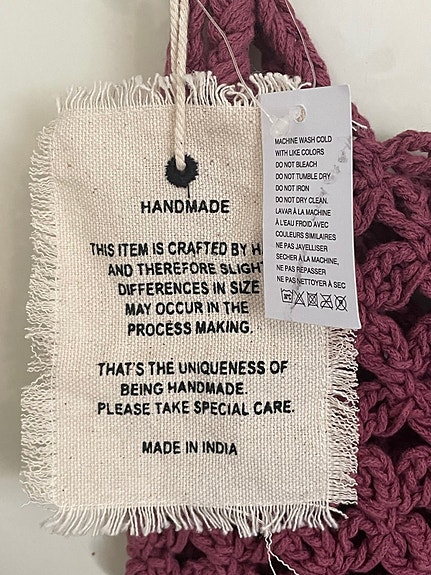 HANDMADE
THIS ITEM IS CRAFTED BY
AND THEREFORE SLIGHT
DIFFERENCES IN SIZE
MAY OCCUR IN THE
PROCESS MAKING.
THAT'S THE UNIQUENESS OF
BEING HANDMADE.
PLEASE TAKE SPECIAL CARE.
MADE IN INDIA
MACHINE WASH COLD
WITH LIKE COLORS
DO NOT BLEACH
DO NOT TUMBLE DRY
DO NOT IRON
DO NOT DRY CLEAN.
LAVAR À LA MACHINE
À L'EAU FROID AVEC
COULEURS SIMILAIRES
NE PAS JAVELLISER
SECHER À LA MACHINE,
NE PAS REPASSER
NE PAS NETTOYER À SEC